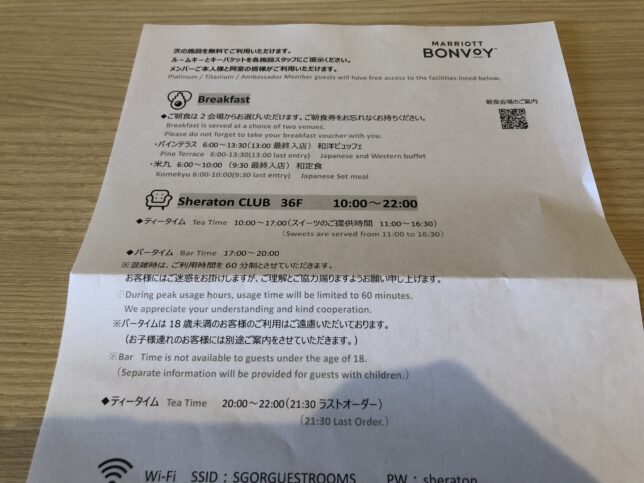 次の施設を無料でご利用いただけます。
ルームキーとキーパケットを各施設スタッフにご提示ください。
メンバーご本人様と同室の皆様がご利用いただけます。
Platinum / Titanium / Ambassador Member guests will have free access to the facilities listed below.
MARRIOTT
BONVOY
Breakfast
朝食会場のご案内
◆ご朝食は2会場からお選びいただけます。ご朝食券をお忘れなくお持ちください。
Breakfast is served at a choice of two venues.
Please do not forget to take your breakfast voucher with you.
・パインテラス 6:00~13:30(13:00 最終入店) 和洋ビュッフェ
Pine Terrace 6:00-13:30(13:00 last entry) Japanese and Western buffet
・米九 6:00~10:00 (9:30 最終入店) 和定食
Komekyu 6:00-10:00(9:30 last entry) Japanese Set meal
Sheraton CLUB 36F 10:00~22:00
◆ティータイム Tea Time 10:00~17:00(スイーツのご提供時間 11:00~16:30)
(Sweets are served from 11:00 to 16:30)
◆バータイム Bar Time 17:00~20:00
※混雑時は、ご利用時間を60分制とさせていただきます。
お客様にはご迷惑をお掛けしますが、ご理解とご協力賜りますようお願い申し上げます。
※During peak usage hours, usage time will be limited to 60 minutes.
We appreciate your understanding and kind cooperation.
※バータイムは18歳未満のお客様のご利用はご遠慮いただいております。
(お子様連れのお客様には別途ご案内をさせていただきます。)
※Bar Time is not available to guests under the age of 18.
(Separate information will be provided for guests with children.)
◆ティータイム Tea Time 20:00~22:00(21:30 ラストオーダー)
(21:30 Last Order.)
Wi-Fi SSID : SGORGUESTROOMS PW : sheraton